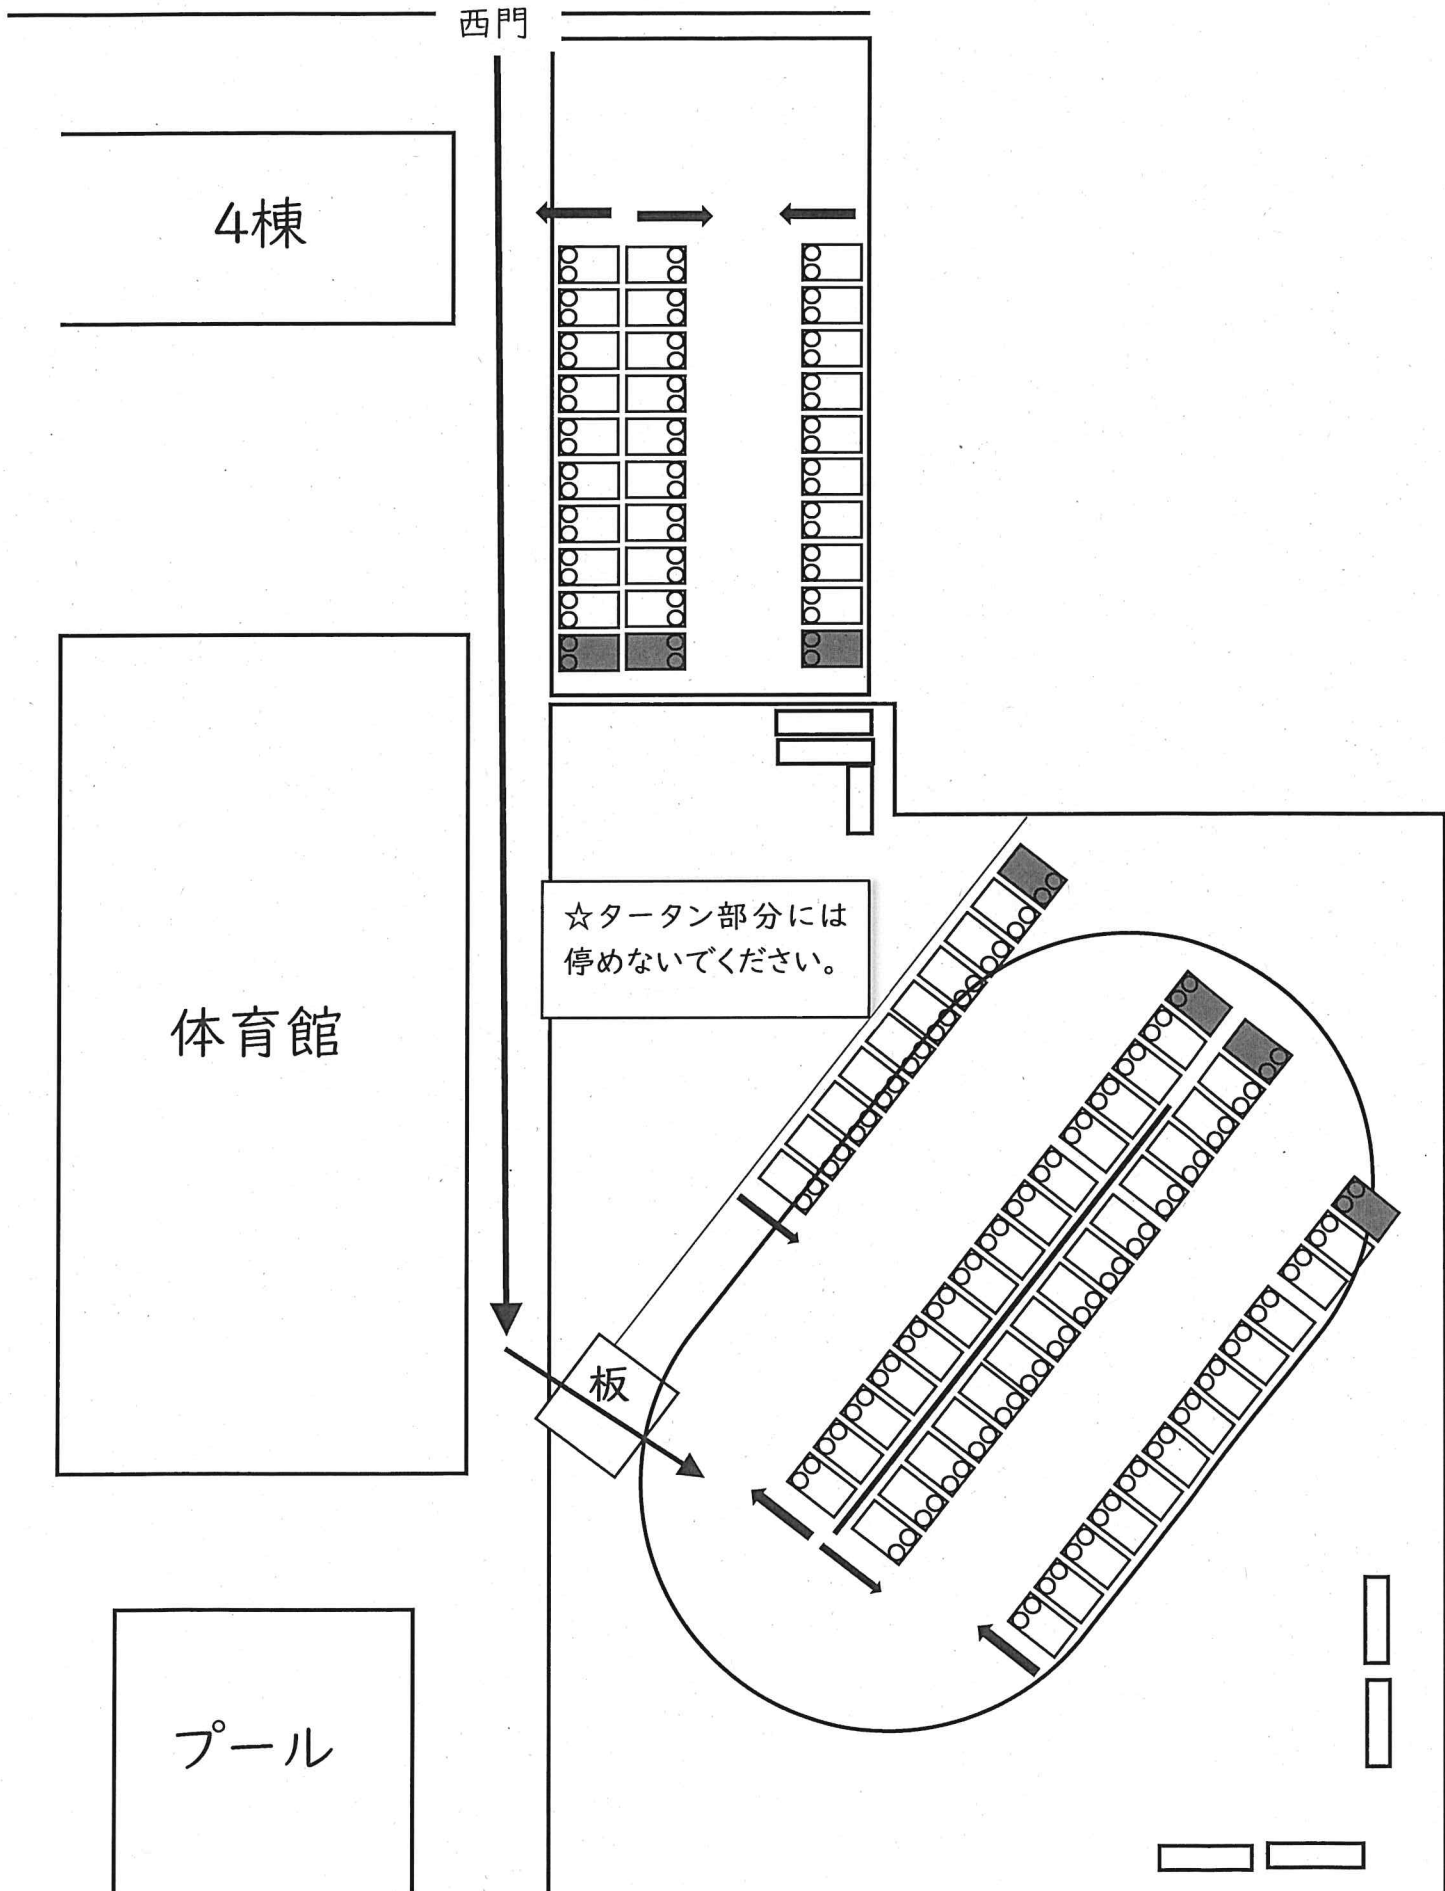 西門
4棟
☆タータン部分には
停めないでください。
体育館
板
プール